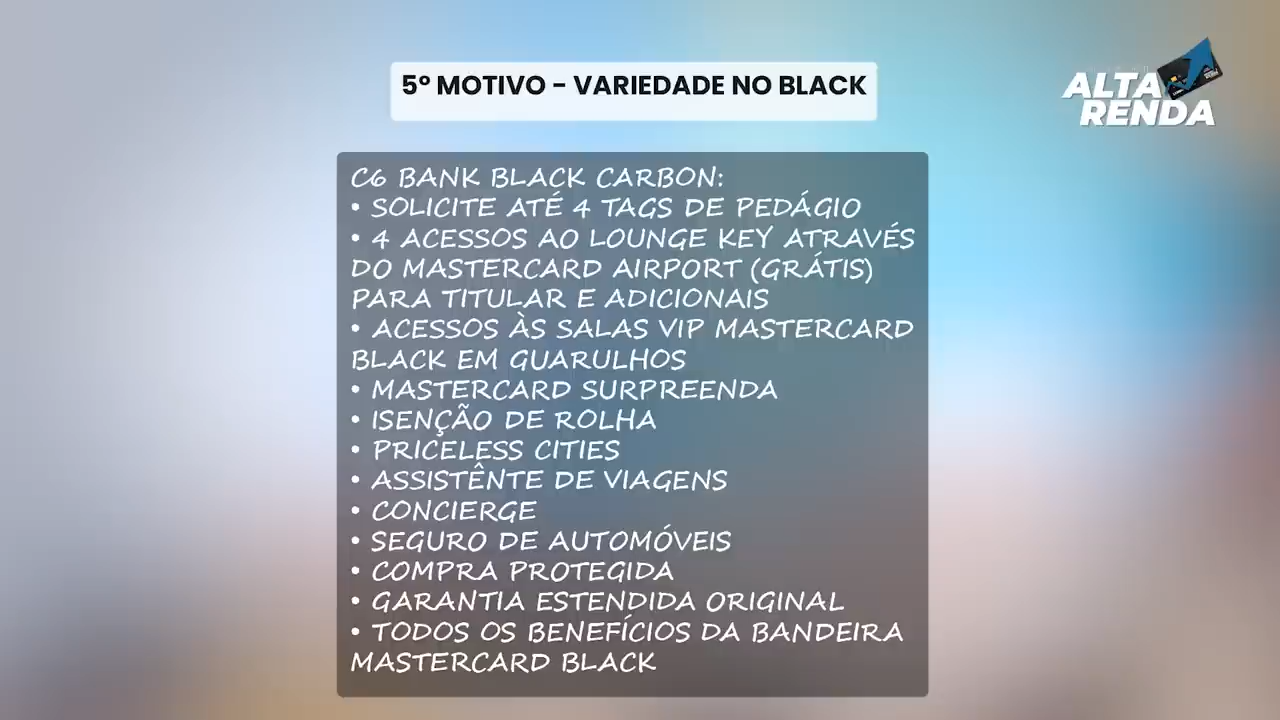 5º MOTIVO - VARIEDADE NO BLACK
ALTA
RENDA
C6 BANK BLACK CARBON:
• SOLICITE ATÉ 4 TAGS DE PEDÁGIO
• 4 ACESSOS AO LOUNGE KEY ATRAVÉS
DO MASTERCARD AIRPORT (GRÁTIS)
PARA TITULAR E ADICIONAIS
• ACESSOS ÀS SALAS VIP MASTERCARD
BLACK EM GUARULHOS
• MASTERCARD SURPREENDA
• ISENÇÃO DE ROLHA
• PRICELESS CITIES
• ASSISTÊNTE DE VIAGENS
• CONCIERGE
• SEGURO DE AUTOMÓVEIS
• COMPRA PROTEGIDA
• GARANTIA ESTENDIDA ORIGINAL
• TODOS OS BENEFÍCIOS DA BANDEIRA
MASTERCARD BLACK